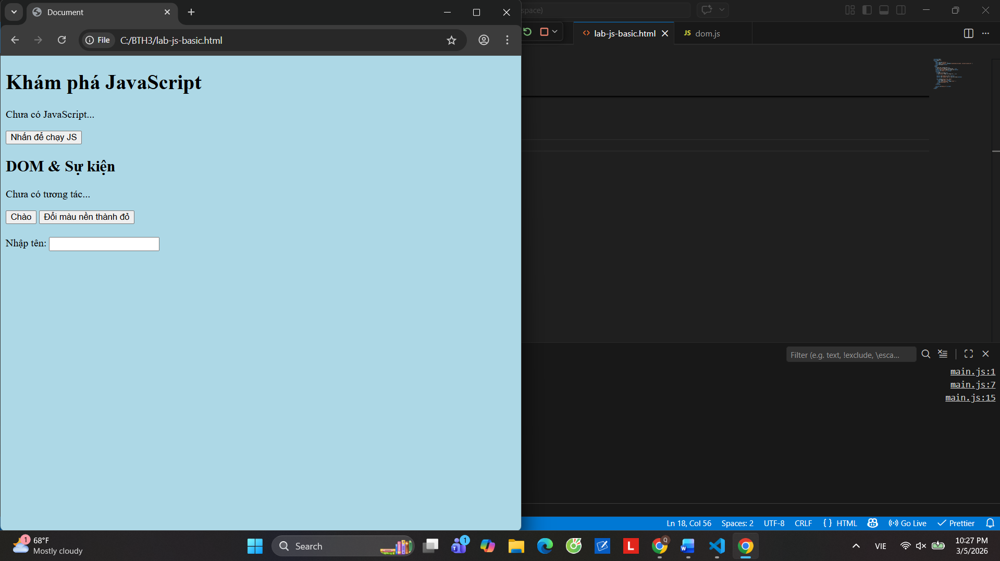 Document
File
C:/BTH3/lab-js-basic.html
Khám phá JavaScript
Chưa có JavaScript...
Nhấn để chạy JS
DOM & Sự kiện
Chưa có tương tác...
Chào
Đổi màu nền thành đỏ
Nhập tên:
space)
lab-js-basic.html
JS dom.js
Filter (e.g. text, !exclude, \esca...
main.js:1
main.js:7
main.js:15
Ln 18, Col 56
Spaces: 2
UTF-8
CRLF
{ } HTML
Go Live
Prettier
1
68°F
Mostly cloudy
Search
1
T
L
Q
W
VIE
10:27 PM
3/5/2026